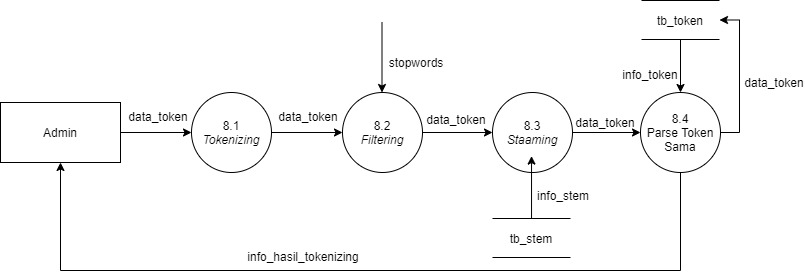 tb_token
stopwords
info_token
data_token
Admin
data_token
8.1
Tokenizing
data_token
8.2
Filtering
data_token
8.3
Staaming
data_token
8.4
Parse Token
Sama
info_stem
tb_stem
info_hasil_tokenizing